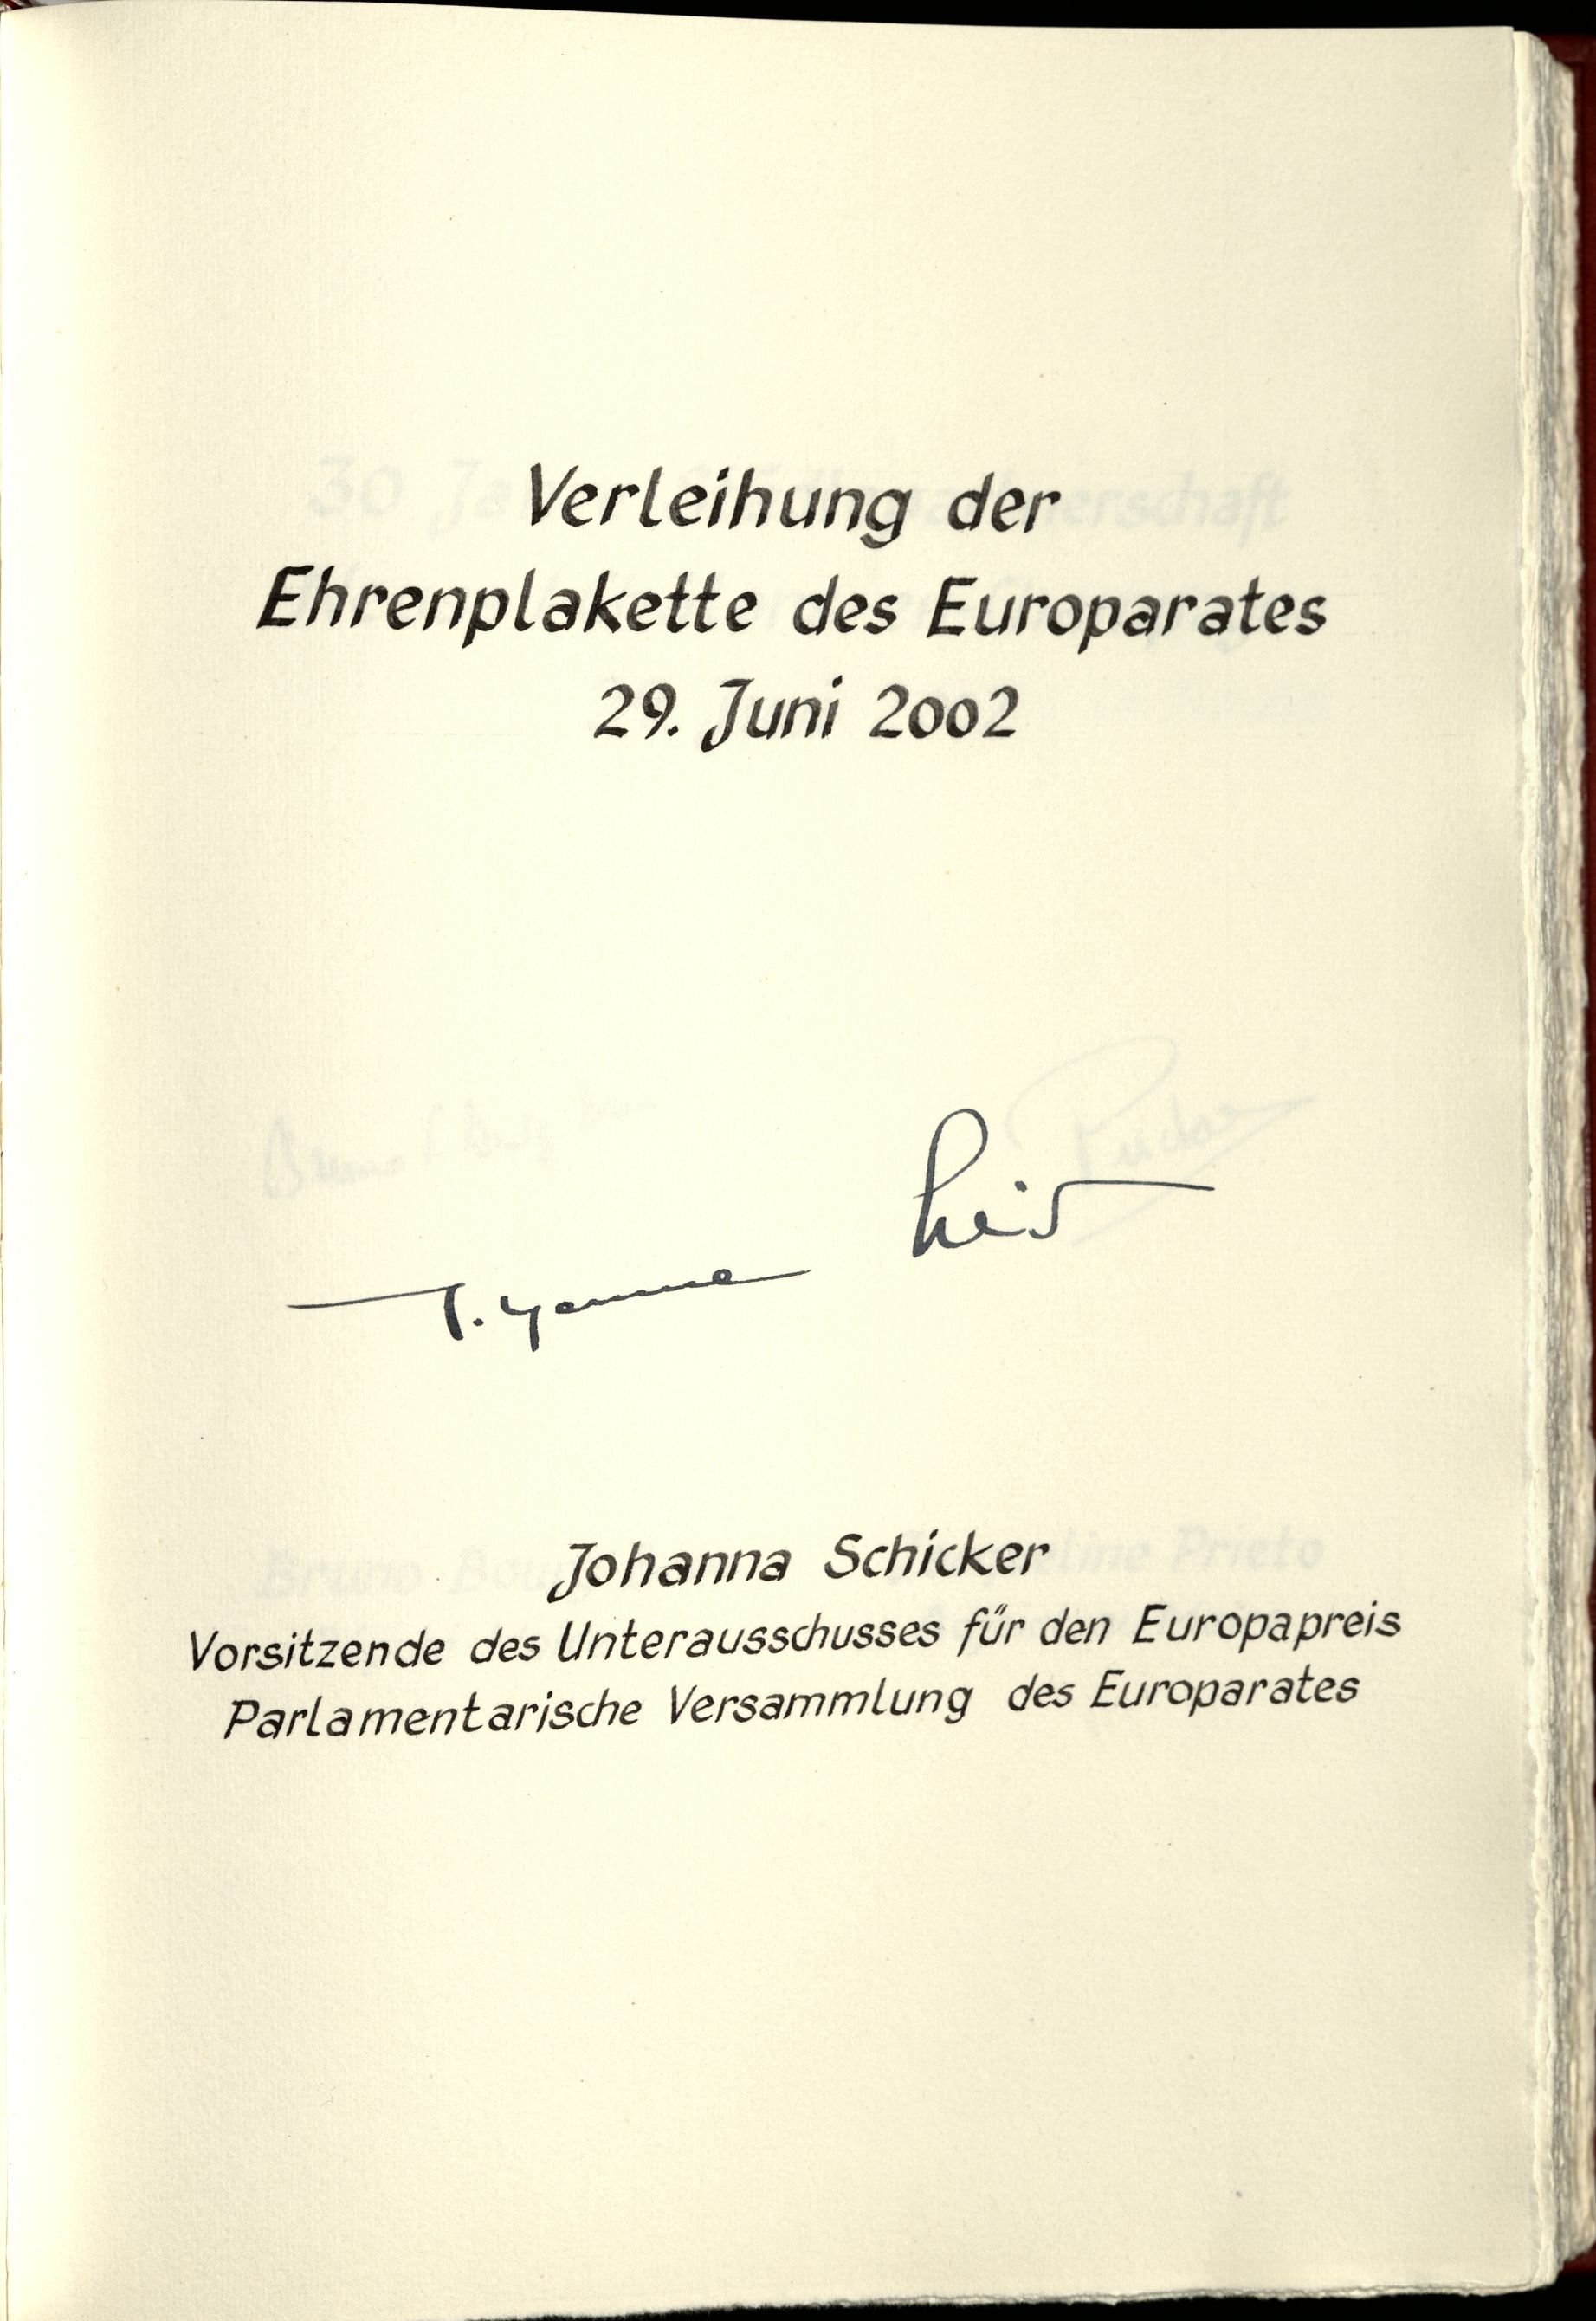 Verleihung der
Ehrenplakette des Europarates
29. Juni 2002
Johanna Schicker
Vorsitzende des Unterausschusses für den Europapreis
Parlamentarische Versammlung des Europarates